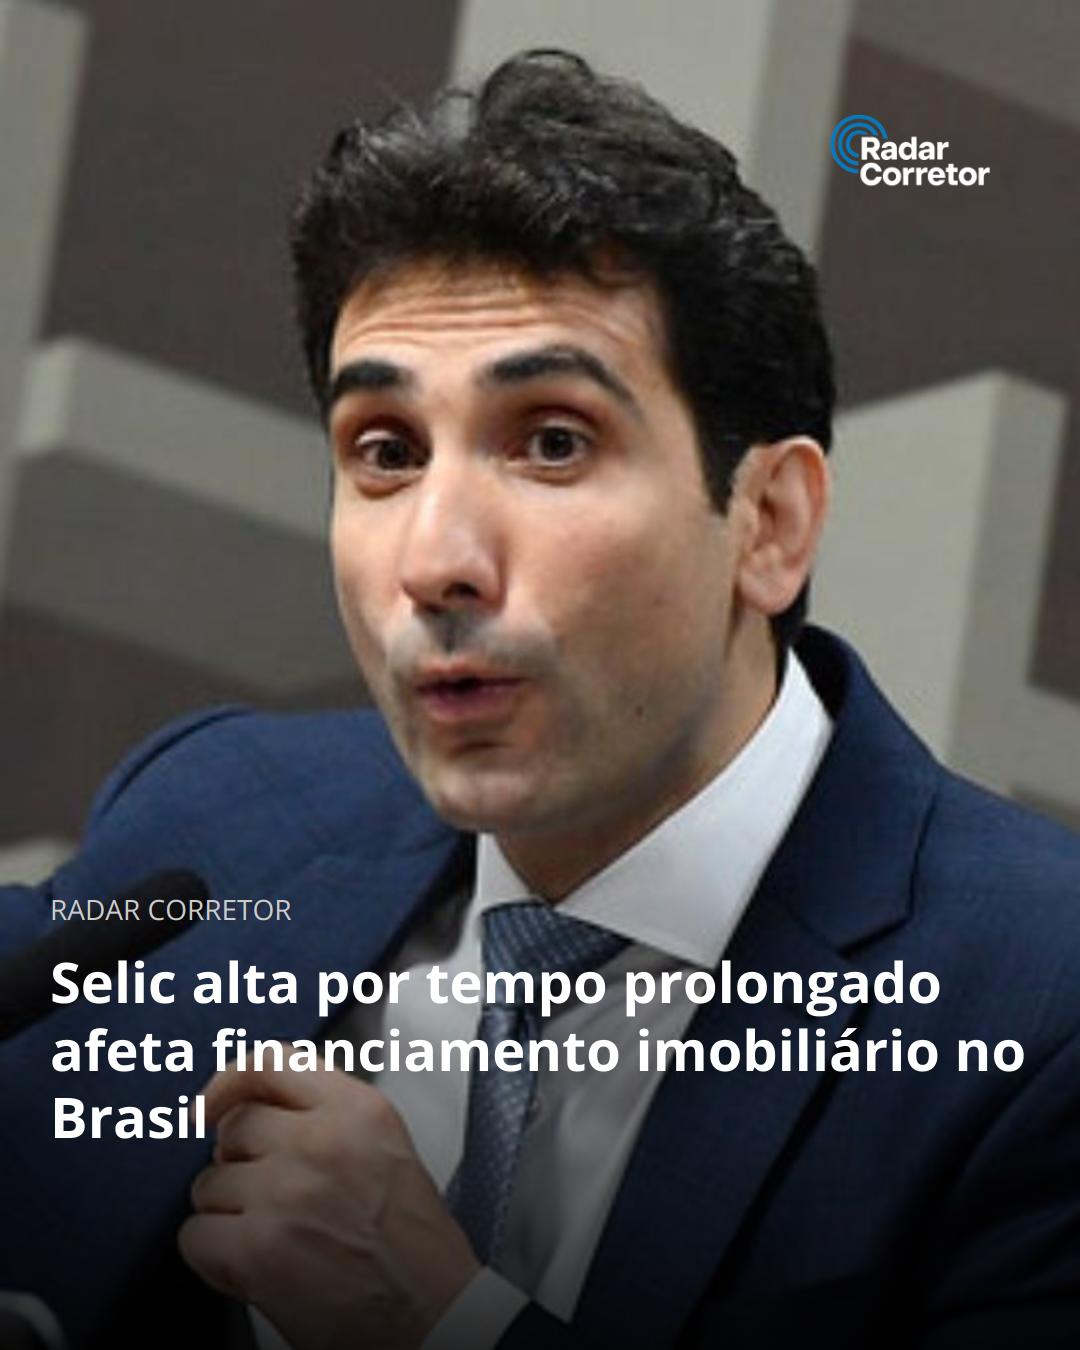 Radar
Corretor
RADAR CORRETOR
Selic alta por tempo prolongado
afeta financiamento imobiliário no
Brasil